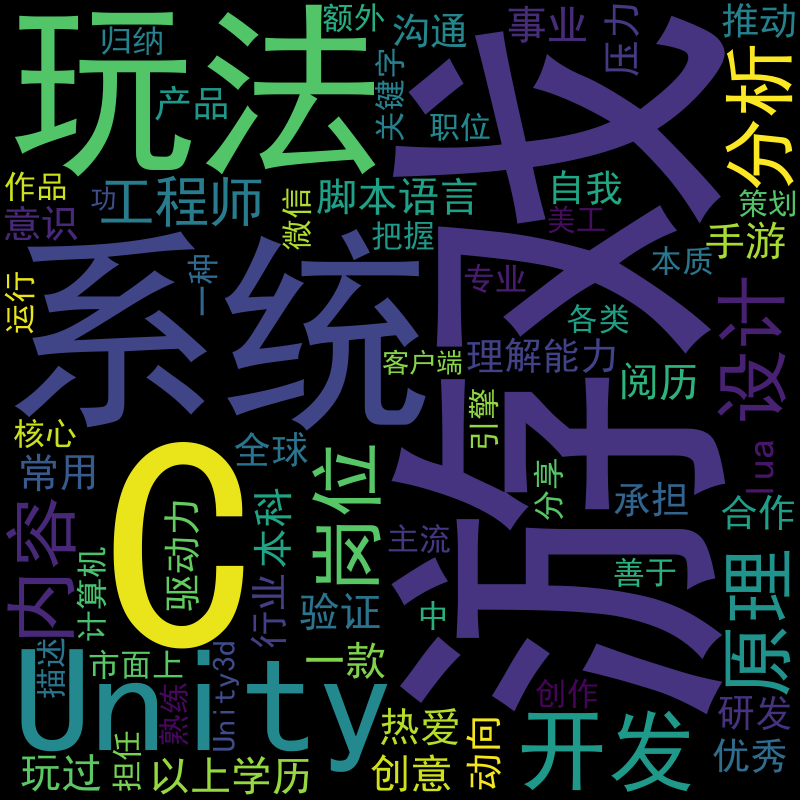 玩法
归纳
额外
沟通
事业
压力
推动
产品
关键字
职位
分析
作品
功
工程师
微信
脚本语言
自我
策划
意识
把握
美工
手游
游戏
系统
一种
运行
专业
本质
各类
设计
客户端
理解能力
阅历
引擎
核心
常用
全球
岗位
C
驱动力
本科
分享
承担
lua
合作
内容
计算机
行业
验证
主流
善于
原理
中
描述
市面上
Unity3d
一款
Unity
熟练
创作
研发
热爱
动向
开发
优秀
玩过
担任
以上学历
创意